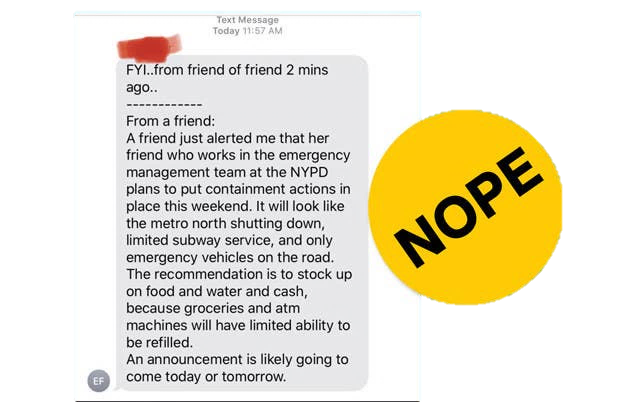 Text Message
Today 11:57 AM
FYI..from friend of friend 2 mins
ago..
------------
From a friend:
A friend just alerted me that her
friend who works in the emergency
management team at the NYPD
plans to put containment actions in
place this weekend. It will look like
the metro north shutting down,
limited subway service, and only
emergency vehicles on the road.
The recommendation is to stock up
on food and water and cash,
because groceries and atm
machines will have limited ability to
be refilled.
An announcement is likely going to
come today or tomorrow.
EF
NOPE